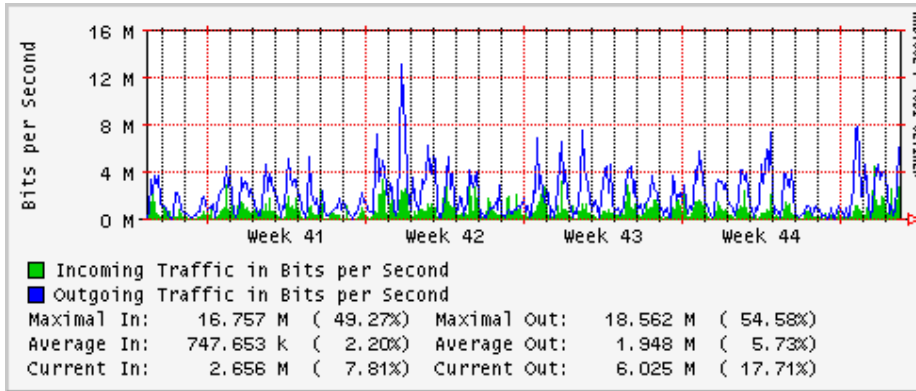 16 M
12 M
8 M
4 M
0 M
Bits per Second
Week 41 Week 42 Week 43 Week 44
Incoming Traffic in Bits per Second
Outgoing Traffic in Bits per Second
Maximal In: 16.757 M ( 49.27%) Maximal Out: 18.562 M ( 54.58%)
Average In: 747.653 k ( 2.20%) Average Out: 1.948 M ( 5.73%)
Current In: 2.656 M ( 7.81%) Current Out: 6.025 M ( 17.71%)